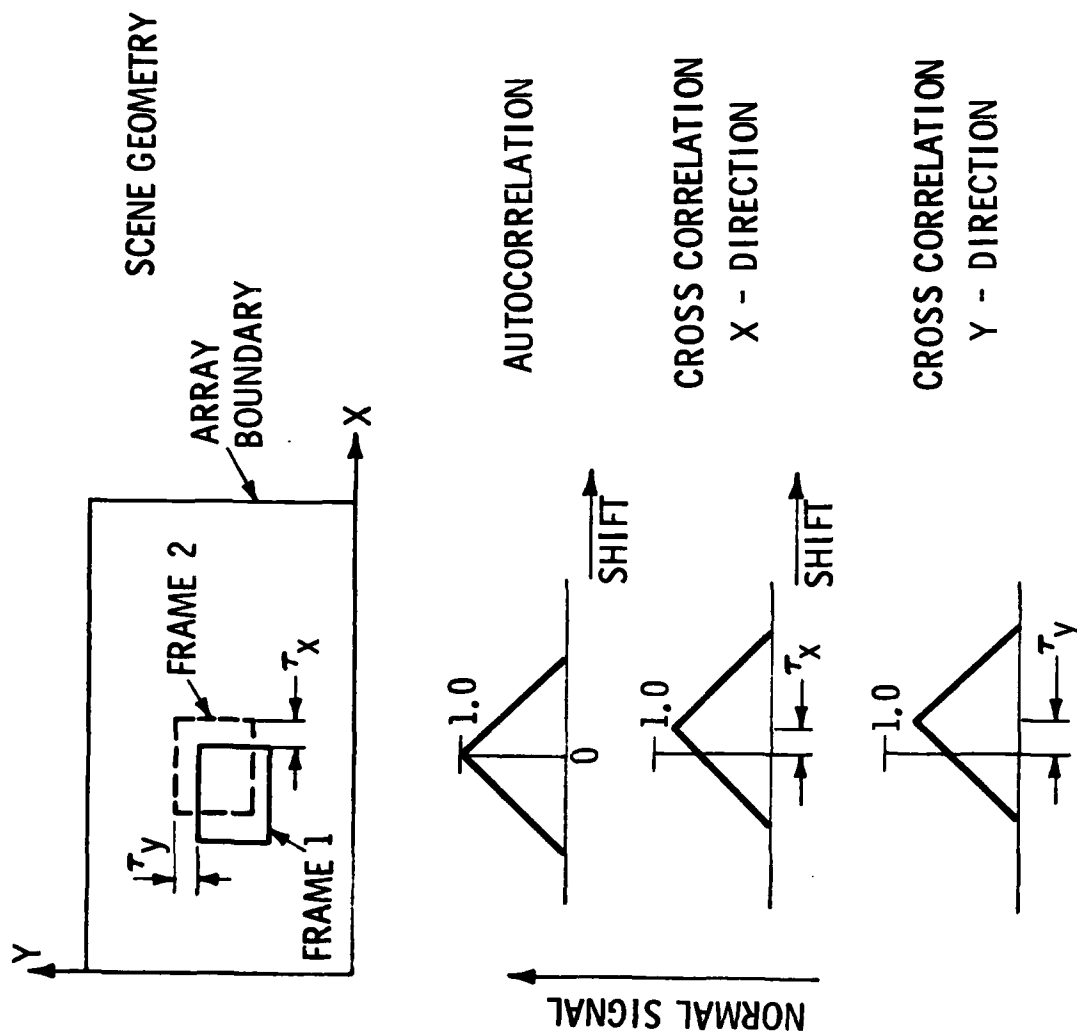 SCENE GEOMETRY
Y
τy
FRAME 2
FRAME 1
τx
ARRAY
BOUNDARY
X
NORMAL SIGNAL
1.0
0
SHIFT
AUTOCORRELATION
1.0
τx
SHIFT
CROSS CORRELATION
X - DIRECTION
1.0
τy
CROSS CORRELATION
Y - DIRECTION